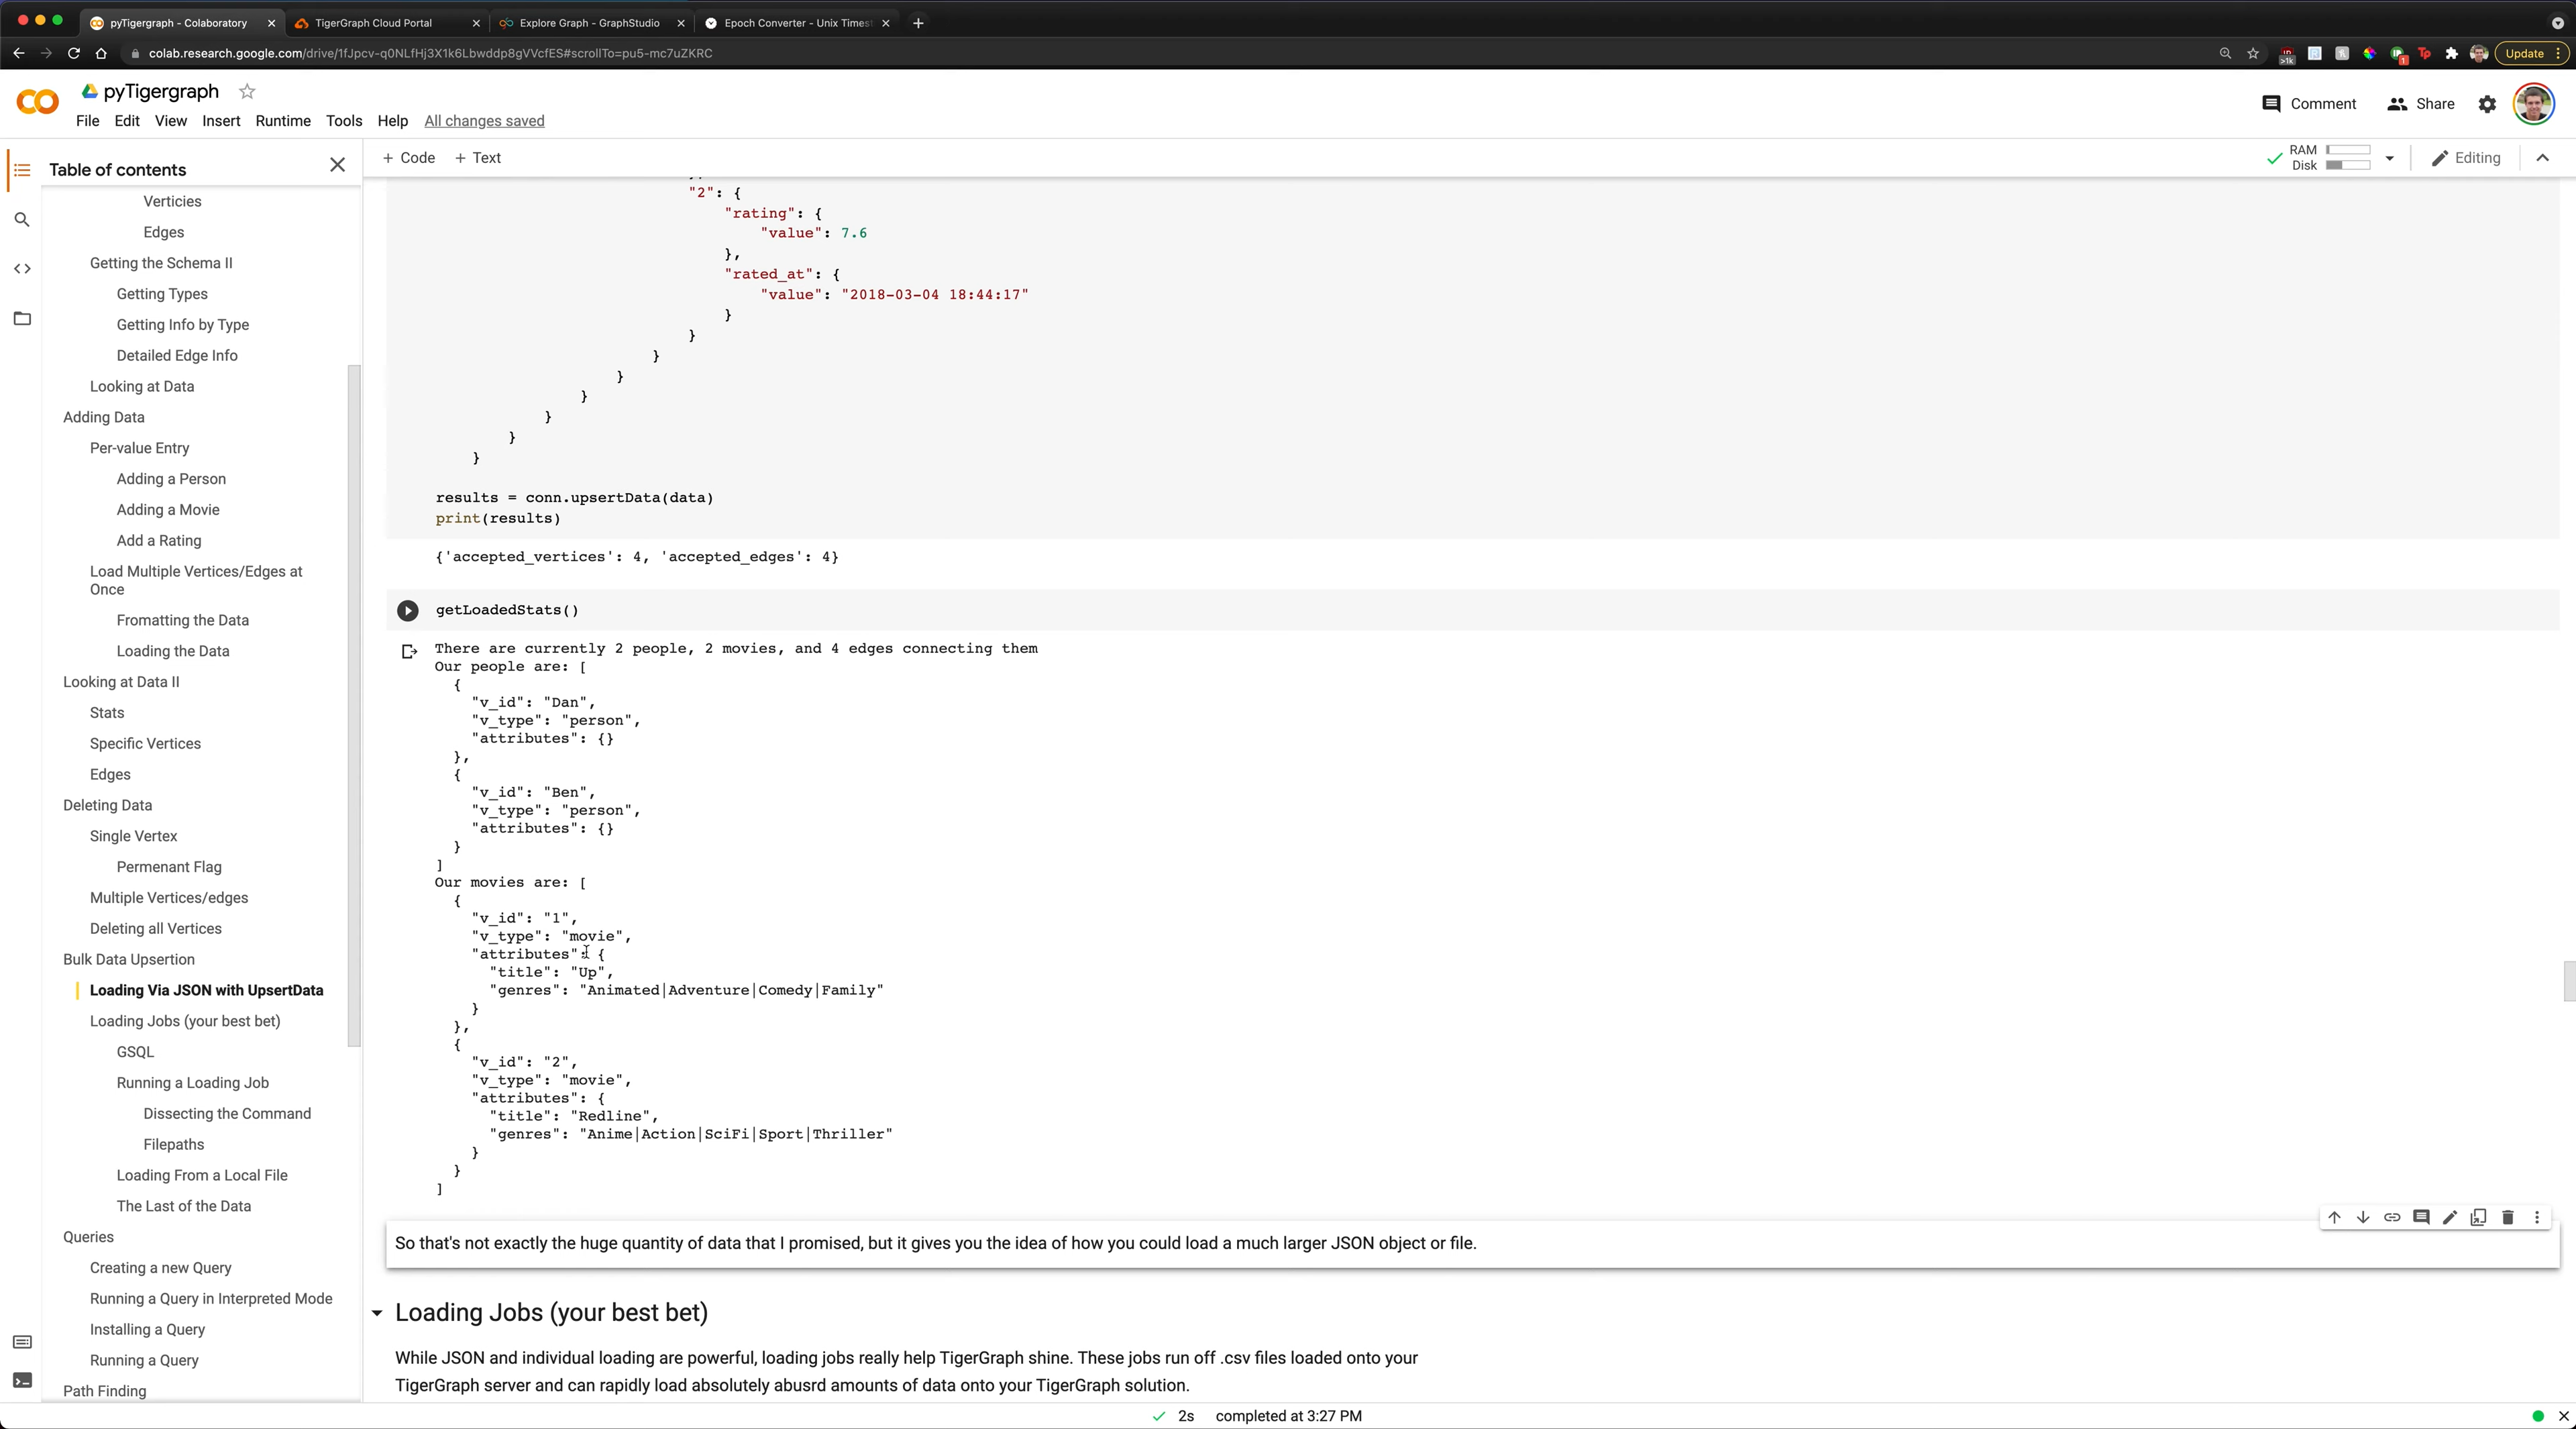 pyTigergraph - Colaboratory
TigerGraph Cloud Portal
Explore Graph - GraphStudio
Epoch Converter - Unix Timest
colab.research.google.com/drive/1fJpcv-q0NLfHj3X1k6Lbwddp8gVVcfES#scrollTo=pu5-mc7uZKRC
>1k
1
Update
pyTigergraph
File Edit View Insert Runtime Tools Help All changes saved
Comment
Share
+ Code + Text
RAM
Disk
Editing
Table of contents
Verticies
Edges
Getting the Schema II
Getting Types
Getting Info by Type
Detailed Edge Info
Looking at Data
Adding Data
Per-value Entry
Adding a Person
Adding a Movie
Add a Rating
Load Multiple Vertices/Edges at
Once
Fromatting the Data
Loading the Data
Looking at Data II
Stats
Specific Vertices
Edges
Deleting Data
Single Vertex
Permenant Flag
Multiple Vertices/edges
Deleting all Vertices
Bulk Data Upsertion
Loading Via JSON with UpsertData
Loading Jobs (your best bet)
GSQL
Running a Loading Job
Dissecting the Command
Filepaths
Loading From a Local File
The Last of the Data
Queries
Creating a new Query
Running a Query in Interpreted Mode
Installing a Query
Running a Query
Path Finding
"2": {
"rating": {
"value": 7.6
},
"rated_at": {
"value": "2018-03-04 18:44:17"
}
}
}
}
}
}
}
}
results = conn.upsertData(data)
print(results)
{'accepted_vertices': 4, 'accepted_edges': 4}
getLoadedStats()
There are currently 2 people, 2 movies, and 4 edges connecting them
Our people are: [
{
"v_id": "Dan",
"v_type": "person",
"attributes": {}
},
{
"v_id": "Ben",
"v_type": "person",
"attributes": {}
}
]
Our movies are: [
{
"v_id": "1",
"v_type": "movie",
"attributes": {
"title": "Up",
"genres": "Animated|Adventure|Comedy|Family"
}
},
{
"v_id": "2",
"v_type": "movie",
"attributes": {
"title": "Redline",
"genres": "Anime|Action|SciFi|Sport|Thriller"
}
}
]
So that's not exactly the huge quantity of data that I promised, but it gives you the idea of how you could load a much larger JSON object or file.
Loading Jobs (your best bet)
While JSON and individual loading are powerful, loading jobs really help TigerGraph shine. These jobs run off .csv files loaded onto your
TigerGraph server and can rapidly load absolutely abusrd amounts of data onto your TigerGraph solution.
2s completed at 3:27 PM